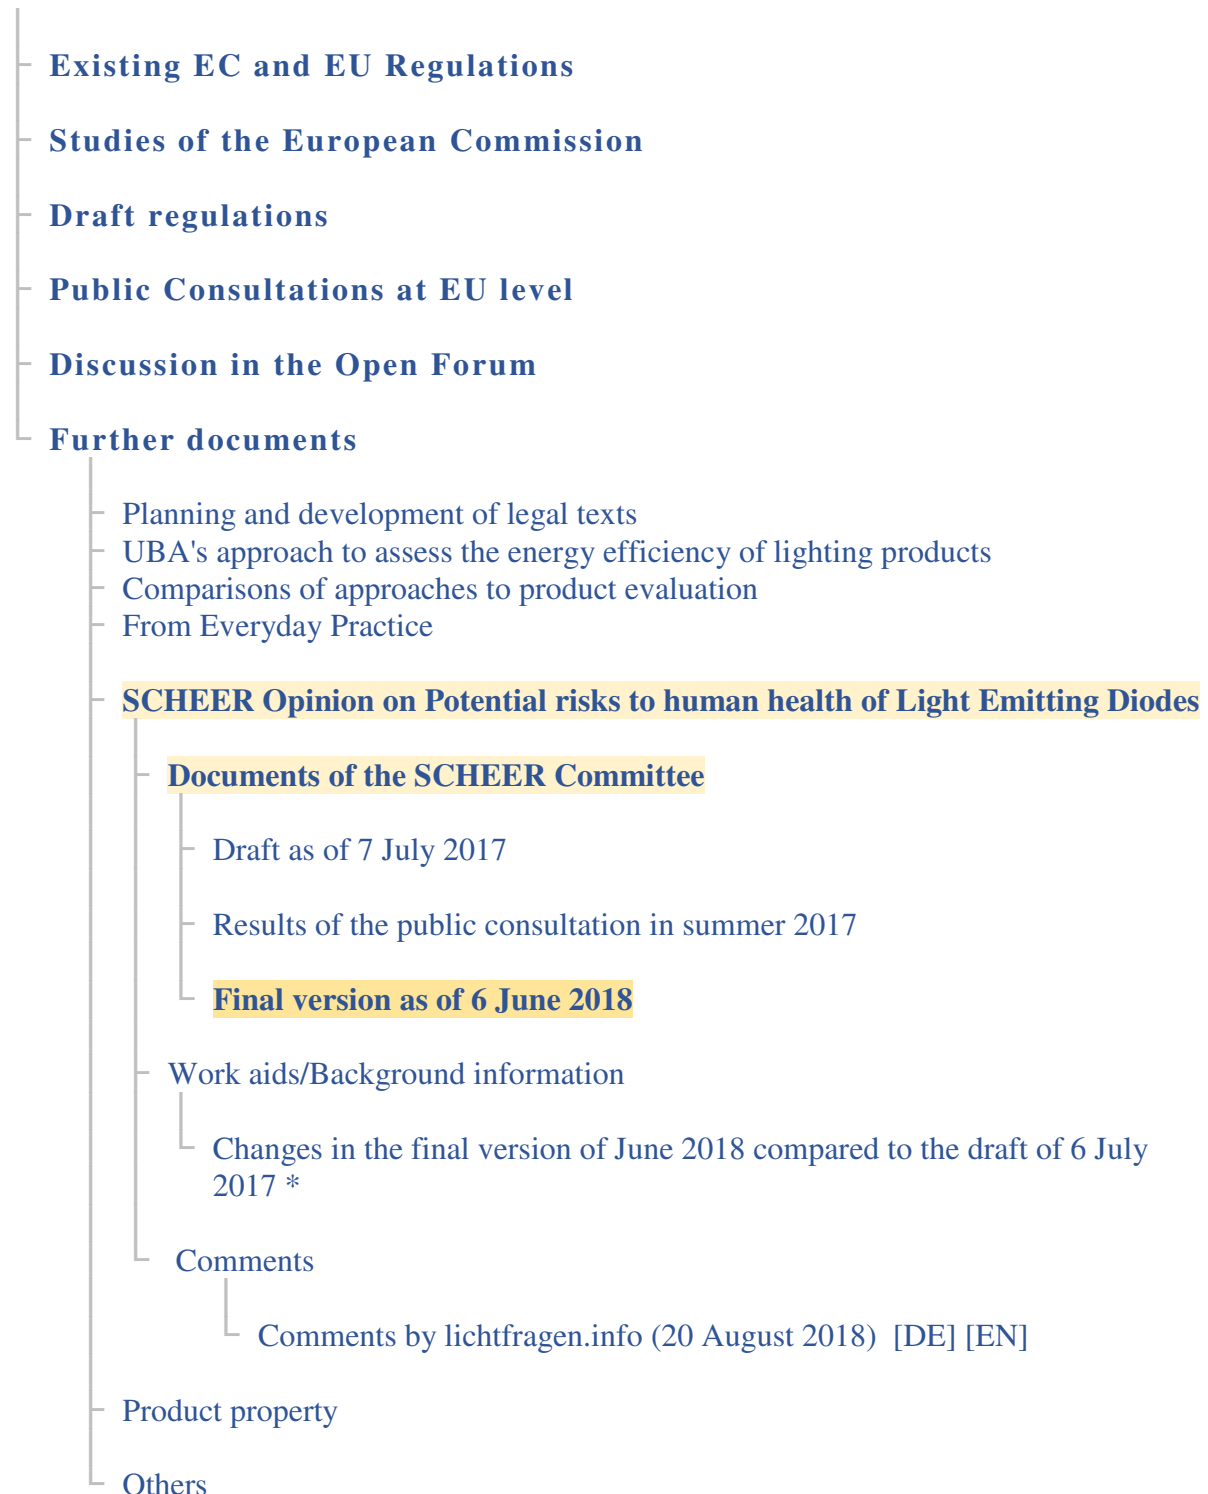 Existing EC and EU Regulations
Studies of the European Commission
Draft regulations
Public Consultations at EU level
Discussion in the Open Forum
Further documents
Planning and development of legal texts
UBA's approach to assess the energy efficiency of lighting products
Comparisons of approaches to product evaluation
From Everyday Practice
SCHEER Opinion on Potential risks to human health of Light Emitting Diodes
Documents of the SCHEER Committee
Draft as of 7 July 2017
Results of the public consultation in summer 2017
Final version as of 6 June 2018
Work aids/Background information
Changes in the final version of June 2018 compared to the draft of 6 July
2017 *
Comments
Comments by lichtfragen.info (20 August 2018) [DE] [EN]
Product property
Others